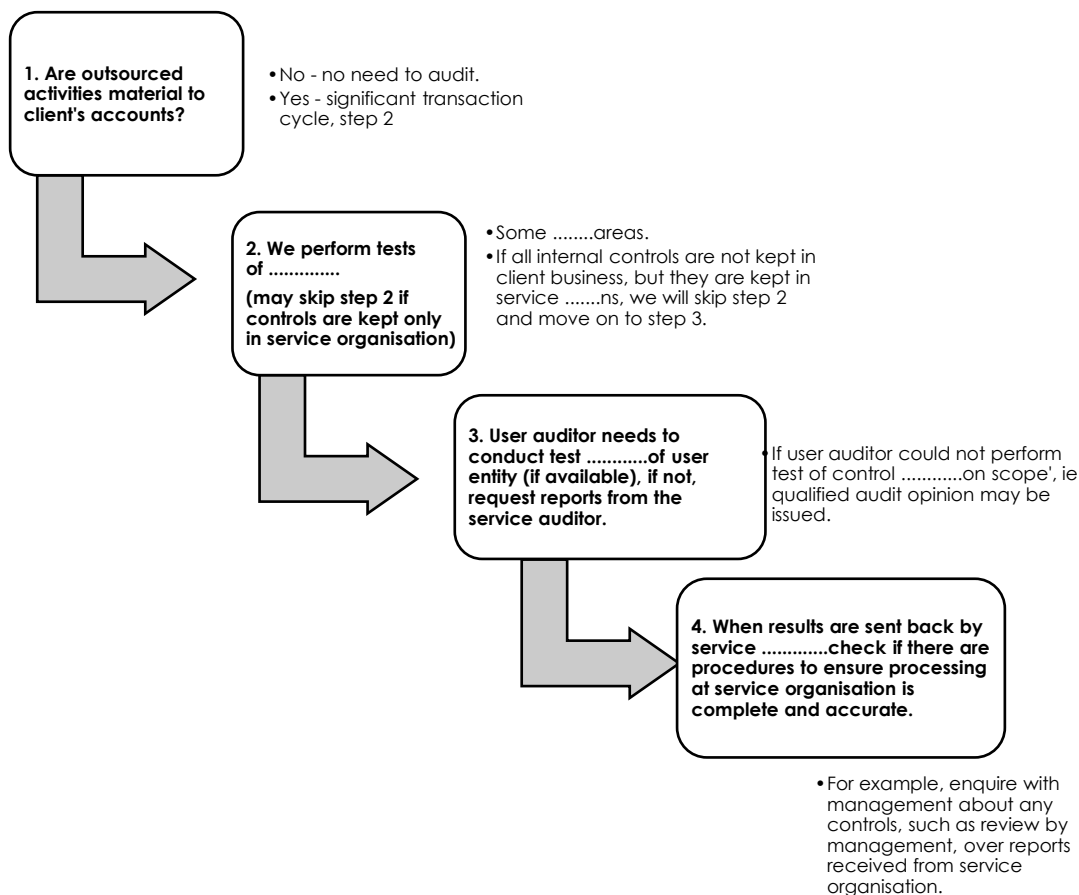 1. Are outsourced
activities material to
client's accounts?
•No - no need to audit.
•Yes - significant transaction
cycle, step 2
2. We perform tests
of ..............
(may skip step 2 if
controls are kept only
in service organisation)
•Some ........areas.
•If all internal controls are not kept in
client business, but they are kept in
service .......ns, we will skip step 2
and move on to step 3.
3. User auditor needs to
conduct test ............of user
entity (if available), if not,
request reports from the
service auditor.
•If user auditor could not perform
test of control ............on scope', ie
qualified audit opinion may be
issued.
4. When results are sent back by
service .............check if there are
procedures to ensure processing
at service organisation is
complete and accurate.
•For example, enquire with
management about any
controls, such as review by
management, over reports
received from service
organisation.